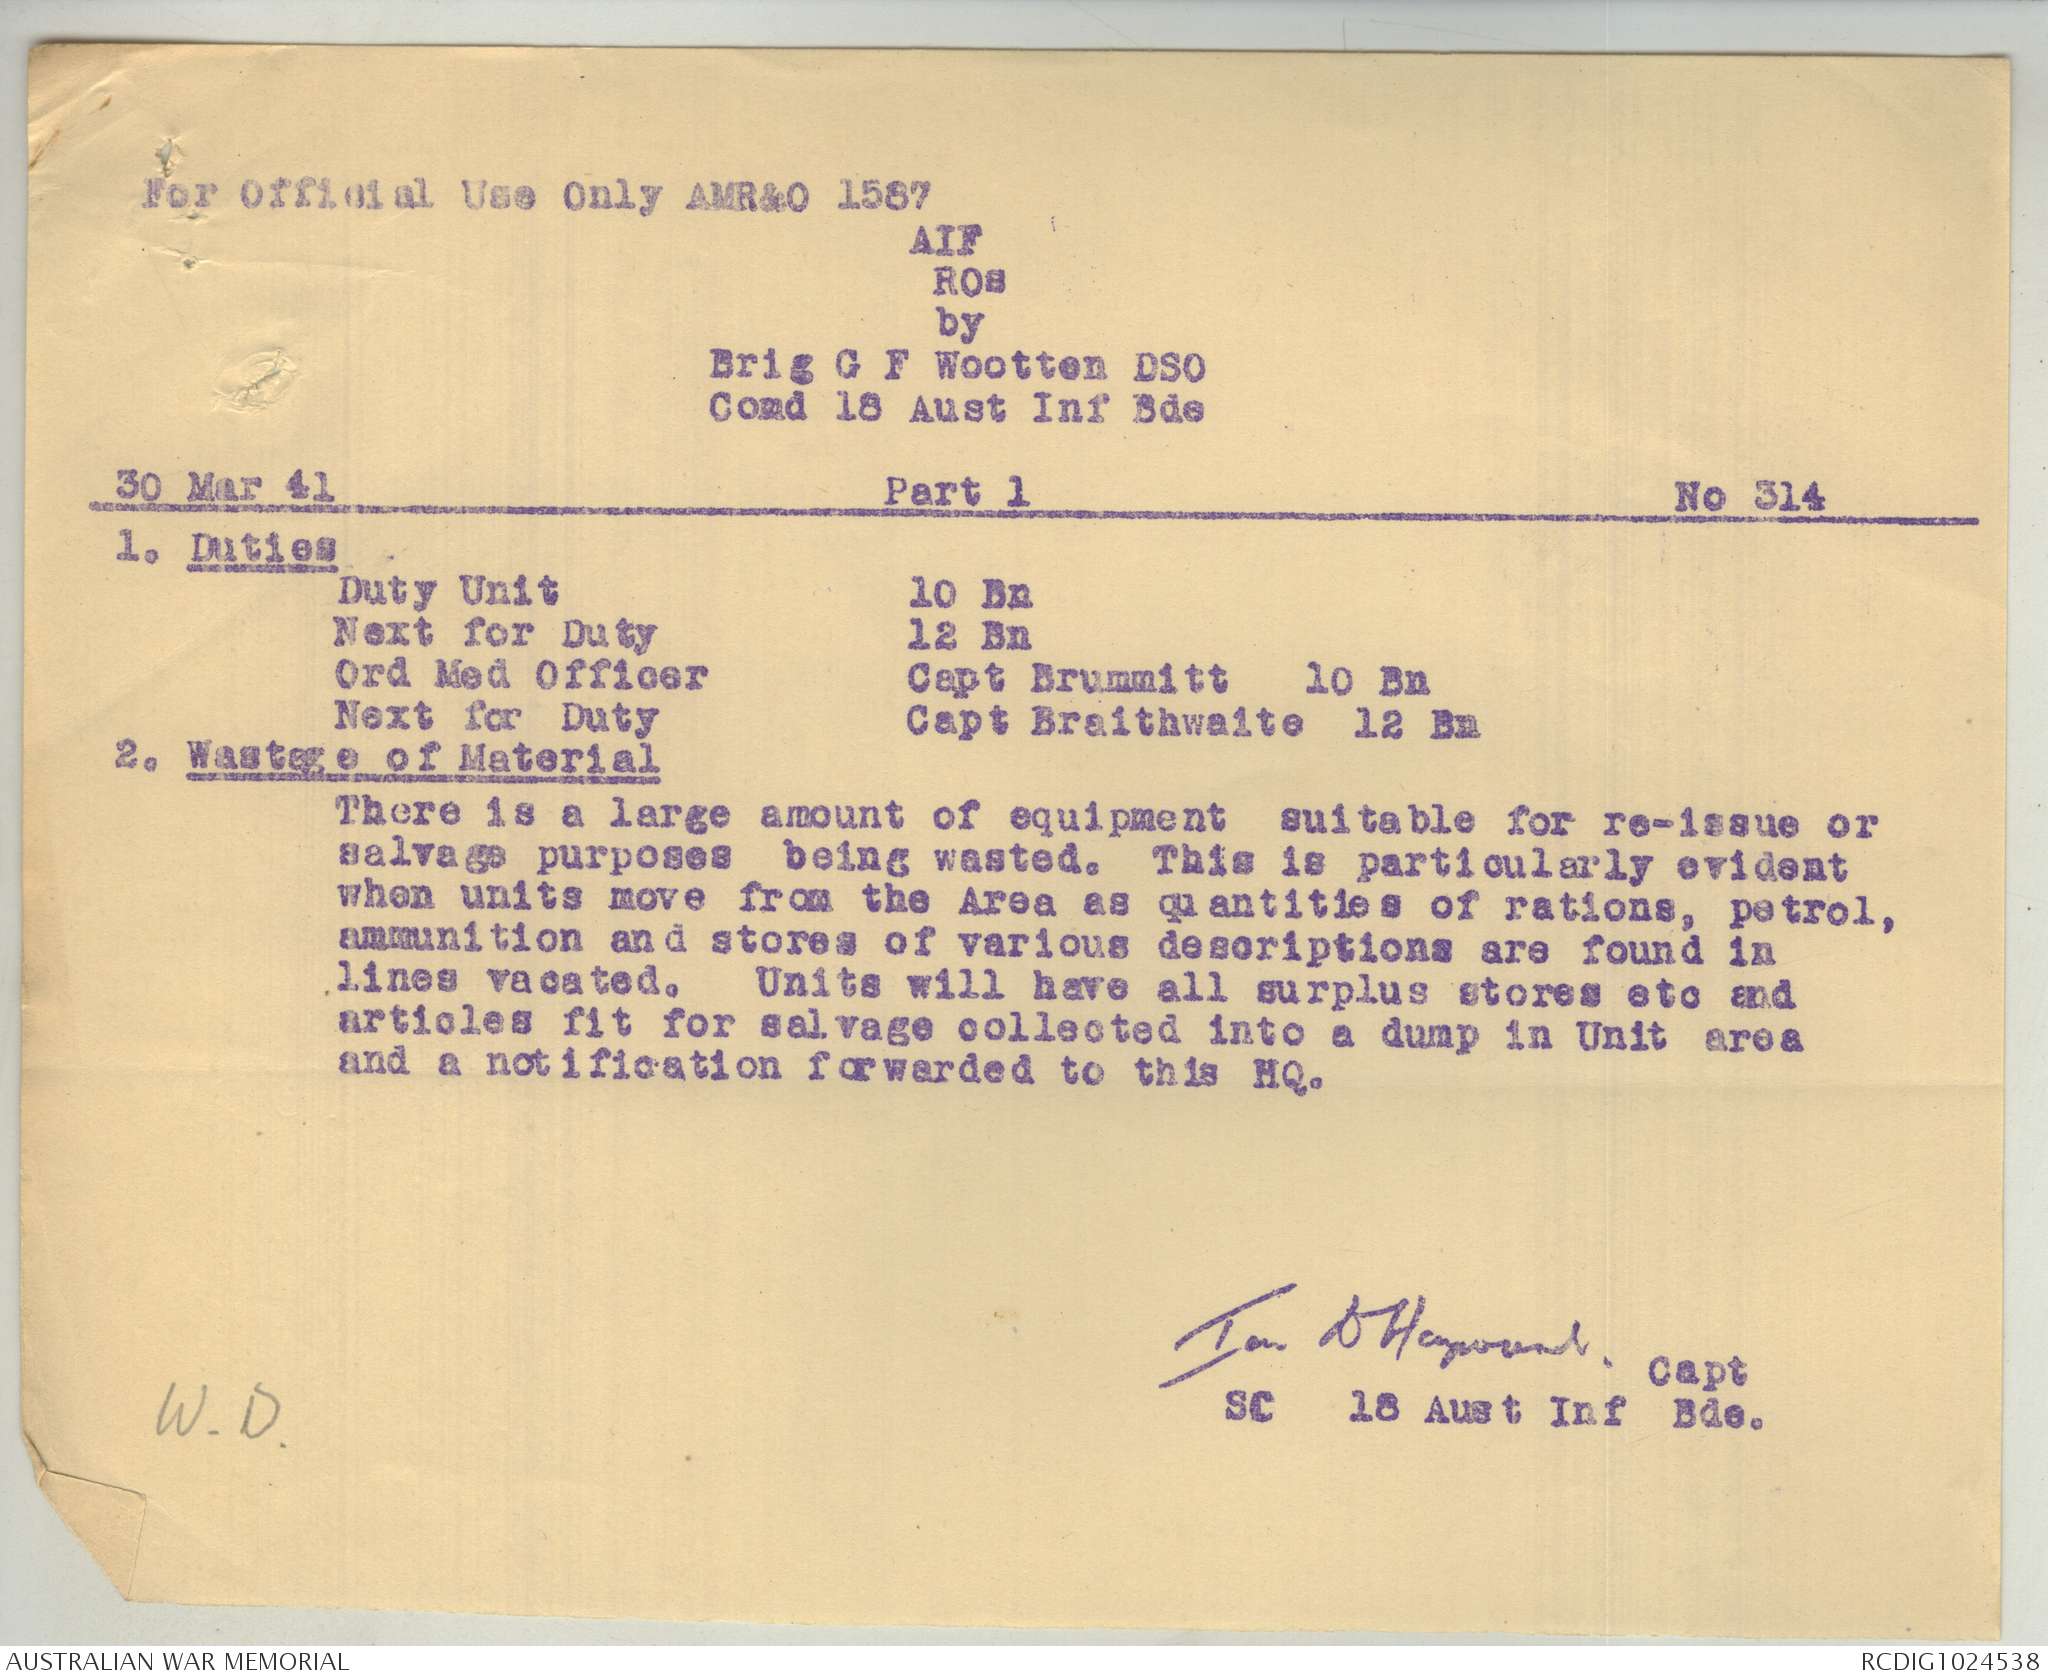 For Official Use Only AMR&O 1587
AIF
ROs
by
Brig G F Wootten DSO
Comd 18 Aust Inf Bde
30 Mar 41 Part 1 No 314
1. Duties
Duty Unit 10 Bn
Next for Duty 12 Bn
Ord Med Officer Capt Brummitt 10 Bn
Next for Duty Capt Braithwaite 12 Bn
2. Wastage of Material
There is a large amount of equipment suitable for re-issue or
salvage purposes being wasted. This is particularly evident
when units move from the Area as quantities of rations, petrol,
ammunition and stores of various descriptions are found in
lines vacated. Units will have all surplus stores etc and
articles fit for salvage collected into a dump in Unit area
and a notification forwarded to this HQ.
Ian D Heywood. Capt
SC 18 Aust Inf Bde.
W.D.
AUSTRALIAN WAR MEMORIAL RCDIG1024538